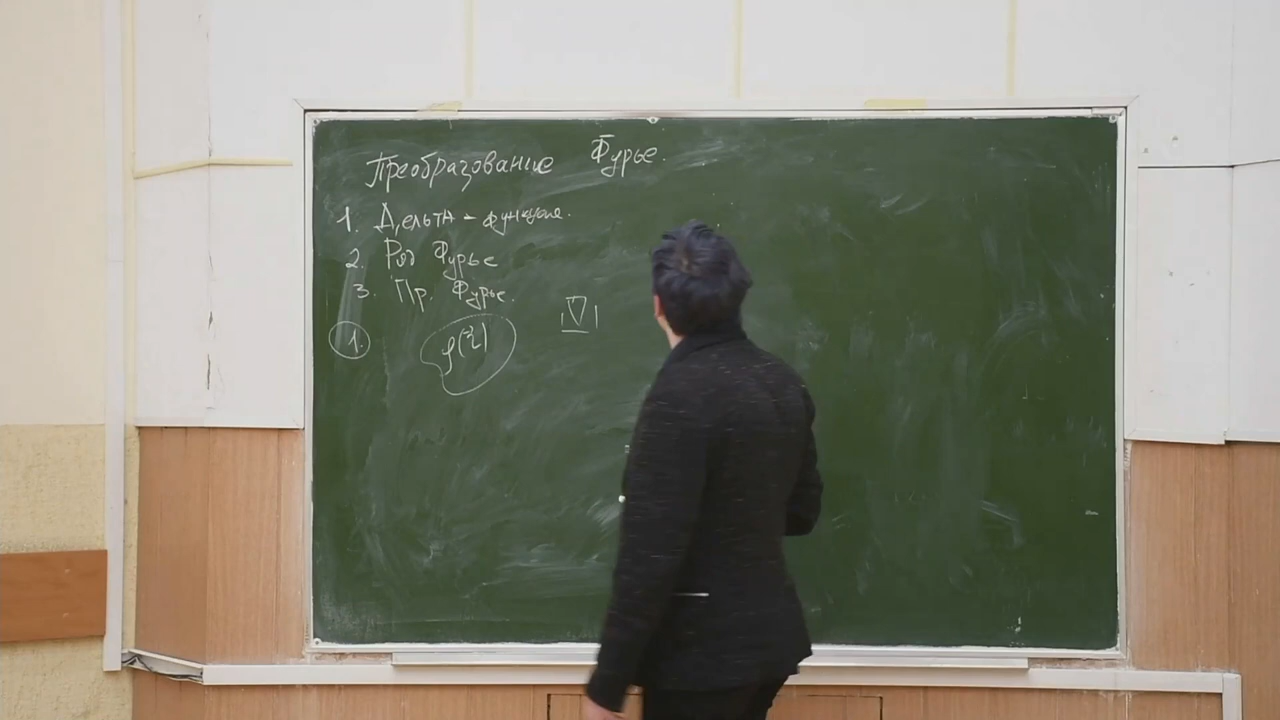 Преобразование Фурье.
1. Дельта - функция.
2. Ряд Фурье
3. Пр. Фурье.
1. ρ(r⃗)